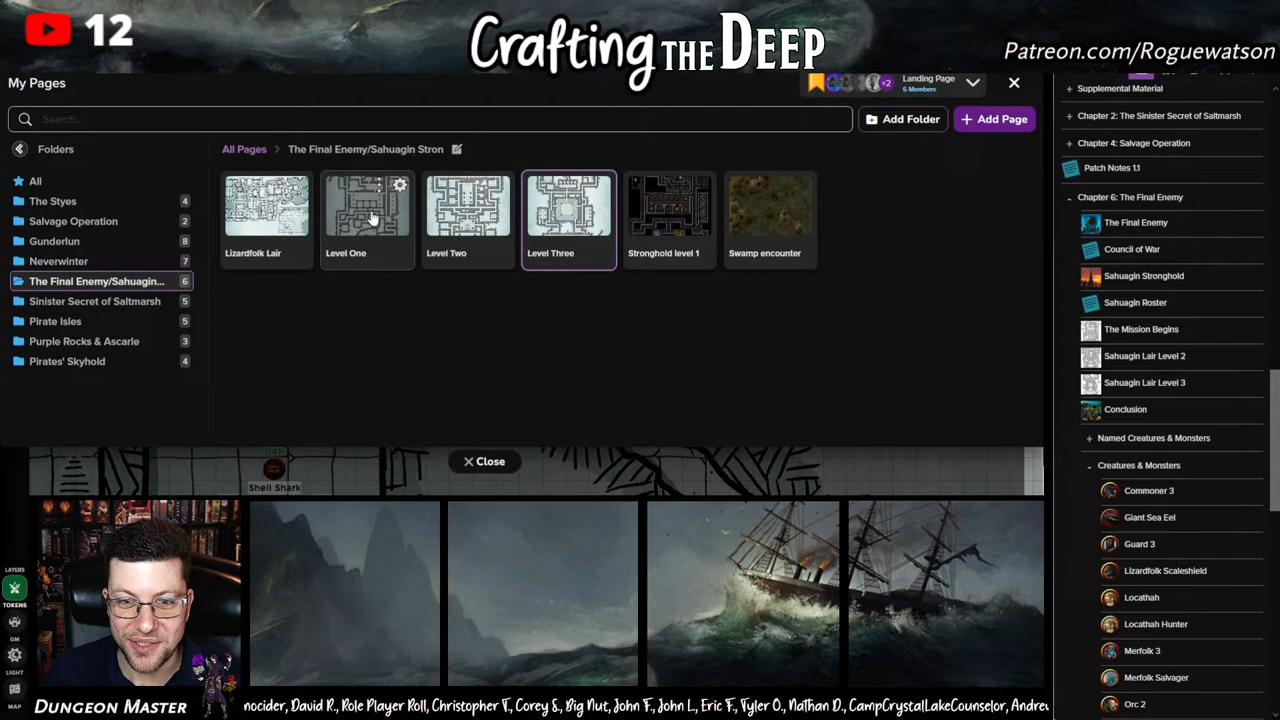 12
Crafting THE DEEP
Patreon.com/Roguewatson
My Pages
+2
Landing Page
6 Members
Search...
Add Folder
Add Page
Folders
All Pages > The Final Enemy/Sahuagin Stron
All
The Styes 4
Salvage Operation 2
Gunderlun 8
Neverwinter 7
The Final Enemy/Sahuagin... 6
Sinister Secret of Saltmarsh 5
Pirate Isles 5
Purple Rocks & Ascarle 3
Pirates' Skyhold 4
Lizardfolk Lair
Level One
Level Two
Level Three
Stronghold level 1
Swamp encounter
Close
Shell Shark
Supplemental Material
Chapter 2: The Sinister Secret of Saltmarsh
Chapter 4: Salvage Operation
Patch Notes 1.1
Chapter 6: The Final Enemy
The Final Enemy
Council of War
Sahuagin Stronghold
Sahuagin Roster
The Mission Begins
Sahuagin Lair Level 2
Sahuagin Lair Level 3
Conclusion
Named Creatures & Monsters
Creatures & Monsters
Commoner 3
Giant Sea Eel
Guard 3
Lizardfolk Scaleshield
Locathah
Locathah Hunter
Merfolk 3
Merfolk Salvager
Orc 2
LAYERS
TOKENS
GM
LIGHT
MAP
DUNGEON MASTER
nocider, David R., Role Player Roll, Christopher T., Corey S., Big Nut, John F., John L., Eric F., Tyler O., Nathan D., CampCrystalLakeCounselor, Andre